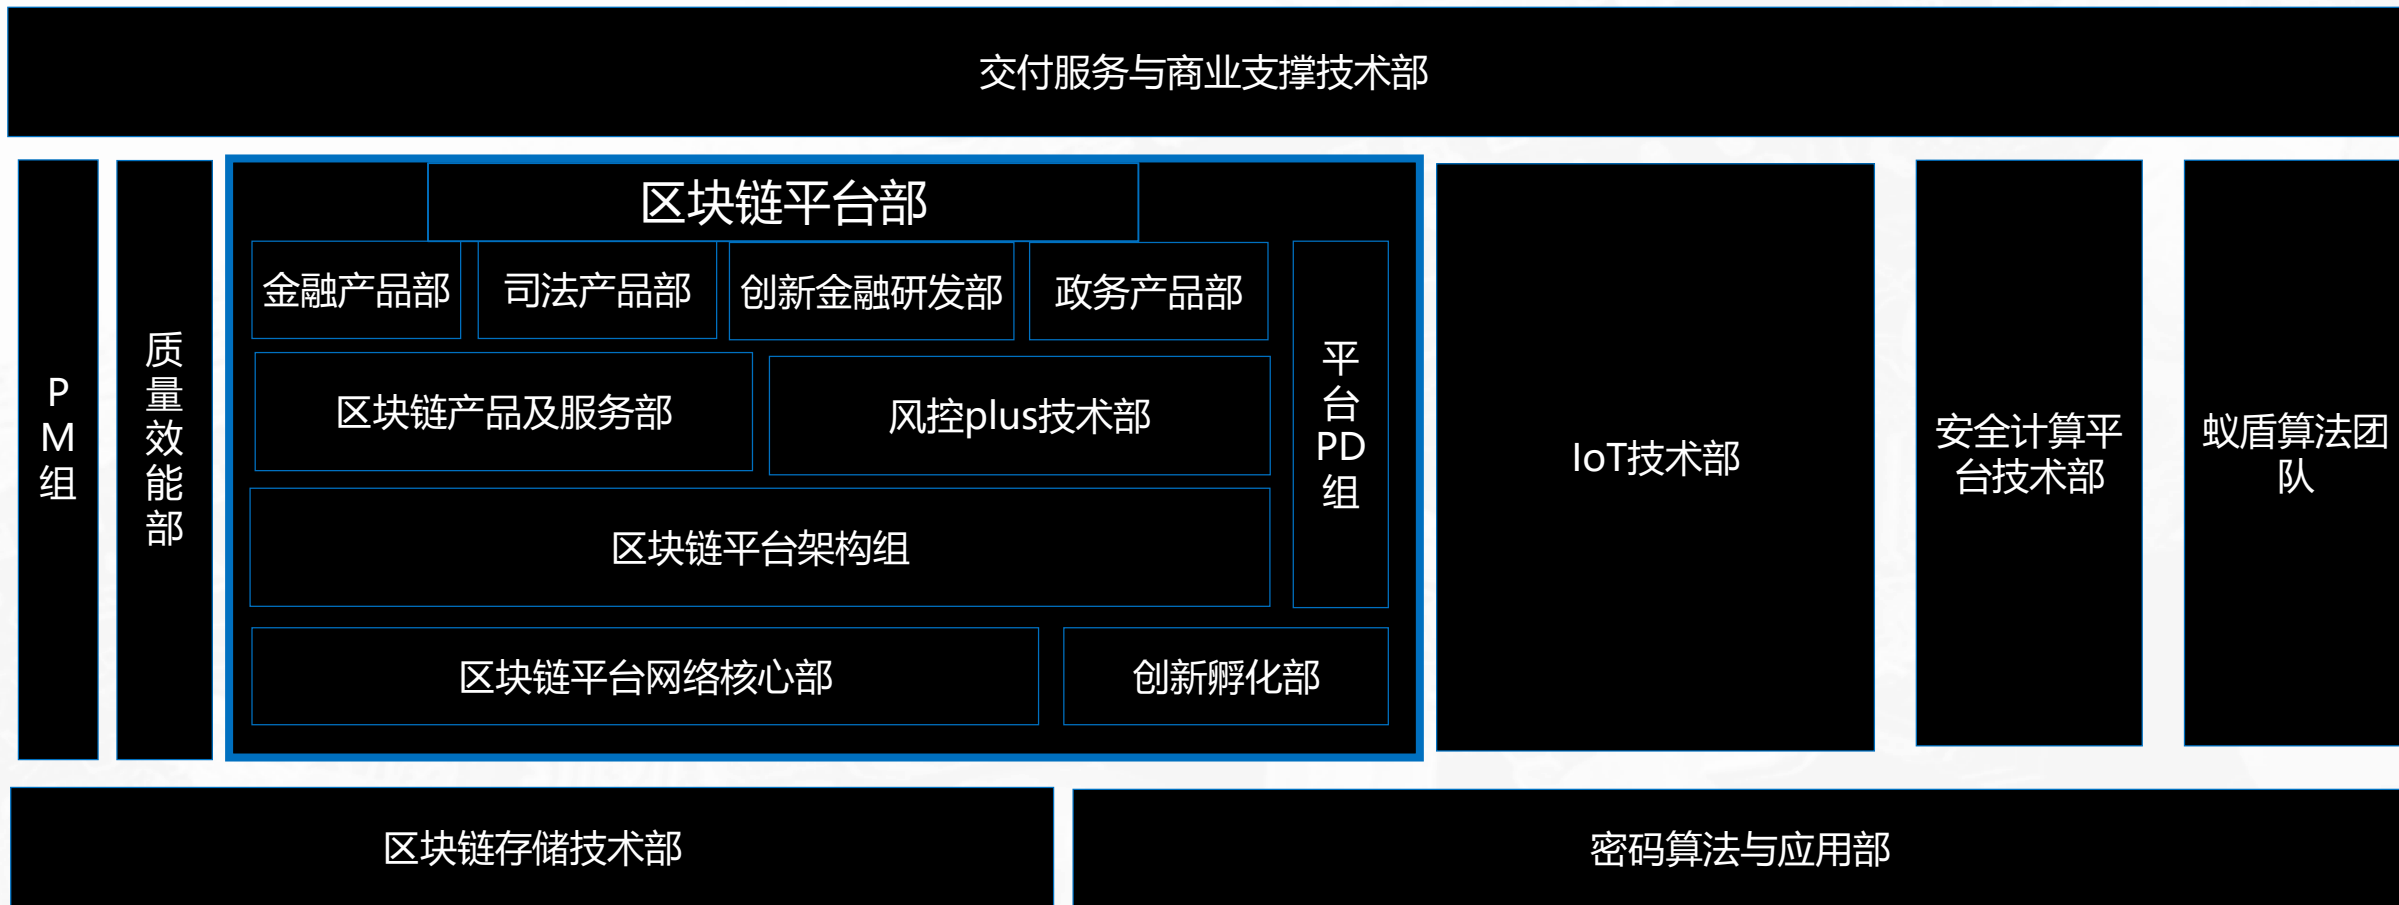 交付服务与商业支撑技术部
P
M
组
质
量
效
能
部
区块链平台部
金融产品部
司法产品部
创新金融研发部
政务产品部
区块链产品及服务部
风控plus技术部
区块链平台架构组
平
台
PD
组
区块链平台网络核心部
创新孵化部
IoT技术部
安全计算平
台技术部
蚁盾算法团
队
区块链存储技术部
密码算法与应用部